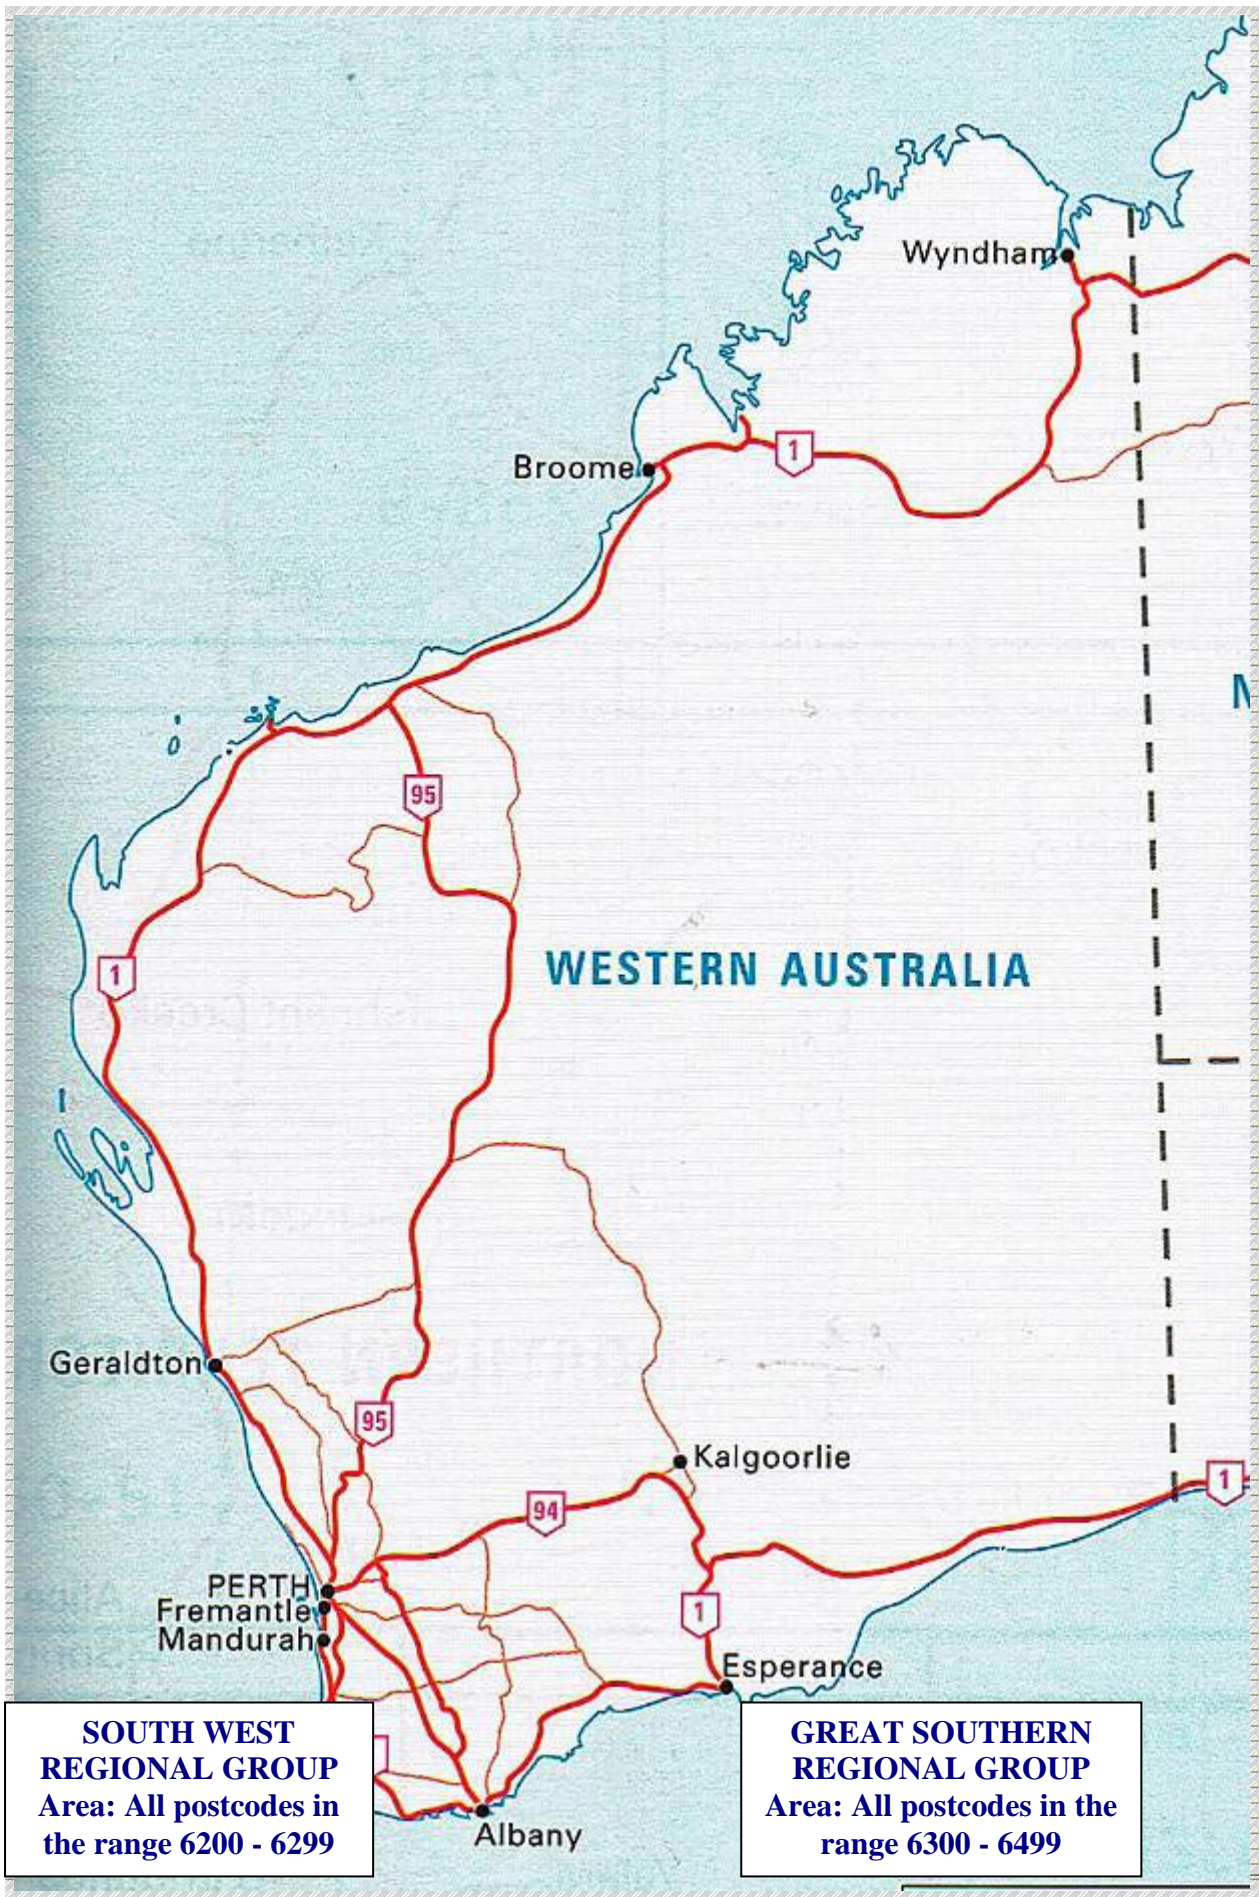 Wyndham
1
Broome
N
95
WESTERN AUSTRALIA
1
Geraldton
95
Kalgoorlie
1
94
PERTH
Fremantle
1
Mandurah
Esperance
SOUTH WEST
REGIONAL GROUP
Area: All postcodes in
the range 6200 - 6299
GREAT SOUTHERN
REGIONAL GROUP
Area: All postcodes in the
range 6300 - 6499
Albany